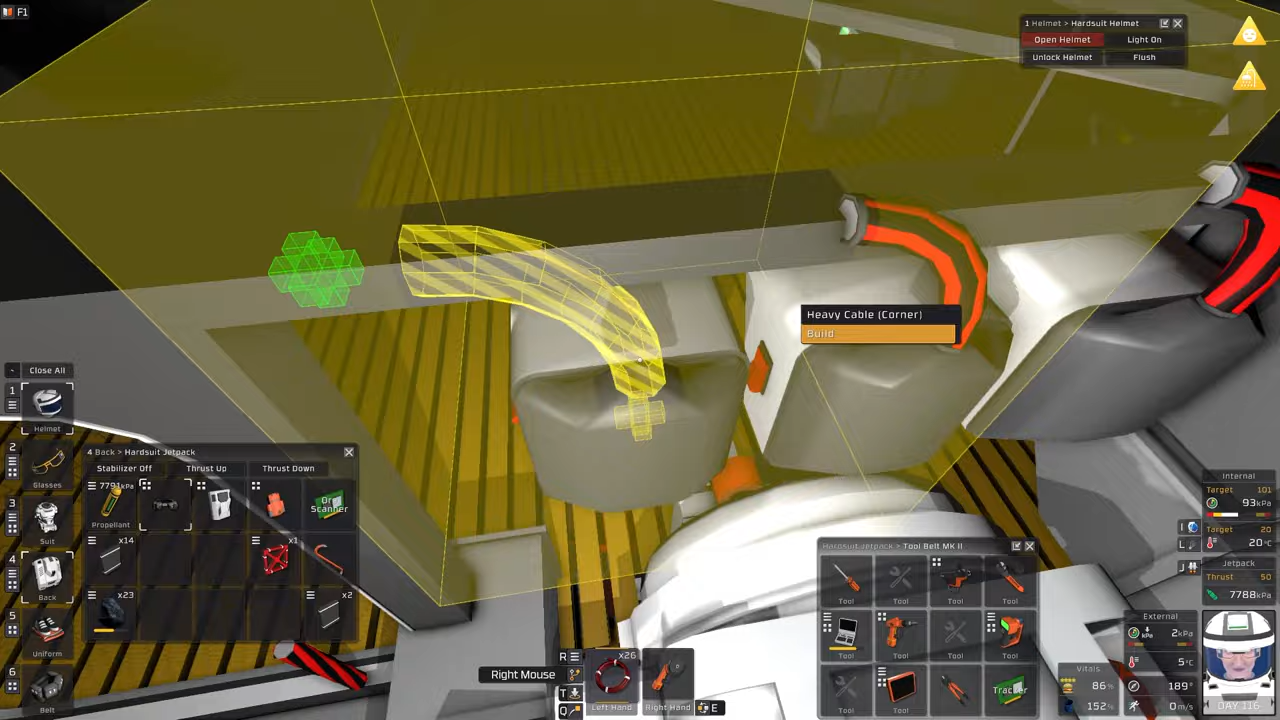 F1
1 Helmet > Hardsuit Helmet
Open Helmet
Light On
Unlock Helmet
Flush
Heavy Cable (Corner)
Build
Close All
1
Helmet
2
Glasses
3
Suit
4
Back
5
Uniform
6
Belt
4 Back > Hardsuit Jetpack
Stabilizer Off
Thrust Up
Thrust Down
7791kPa
Propellant
Ore Scanner
x14
x1
x23
x2
Right Mouse
R
T
Q
x26
Left Hand
Right Hand
E
Hardsuit Jetpack > Tool Belt MK II
Tool
Tool
Tool
Tool
Tool
Tool
Tool
Tool
Tool
Tool
Tool
Tracker
Internal
Target 101
93kPa
Target 20
20°C
I
L
J
Jetpack
Thrust 50
7788kPa
External
2kPa
5°C
189°
0m/s
Vitals
86%
152%
DAY 116